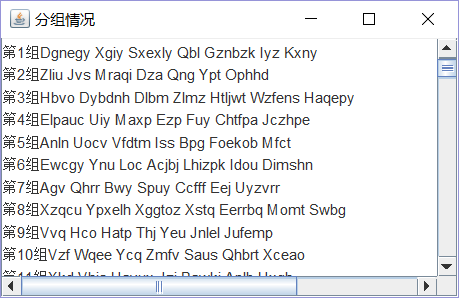 分组情况
第1组Dgnegy Xgiy Sxexly Qbl Gznbzk Iyz Kxny
第2组Zliu Jvs Mraqi Dza Qng Ypt Ophhd
第3组Hbvo Dybdnh Dlbm Zlmz Htljwt Wzfens Haqepy
第4组Elpauc Uiy Maxp Ezp Fuy Chtfpa Jczhpe
第5组Anln Uocv Vfdtm Iss Bpg Foekob Mfct
第6组Ewcgy Ynu Loc Acjbj Lhizpk Idou Dimshn
第7组Agv Qhrr Bwy Spuy Ccfff Eej Uyzvrr
第8组Xzqcu Ypxelh Xggtoz Xstq Eerrbq Momt Swbg
第9组Vvq Hco Hatp Thj Yeu Jnlel Jufemp
第10组Vzf Wqee Ycq Zmfv Saus Qhbrt Xceao
第11组